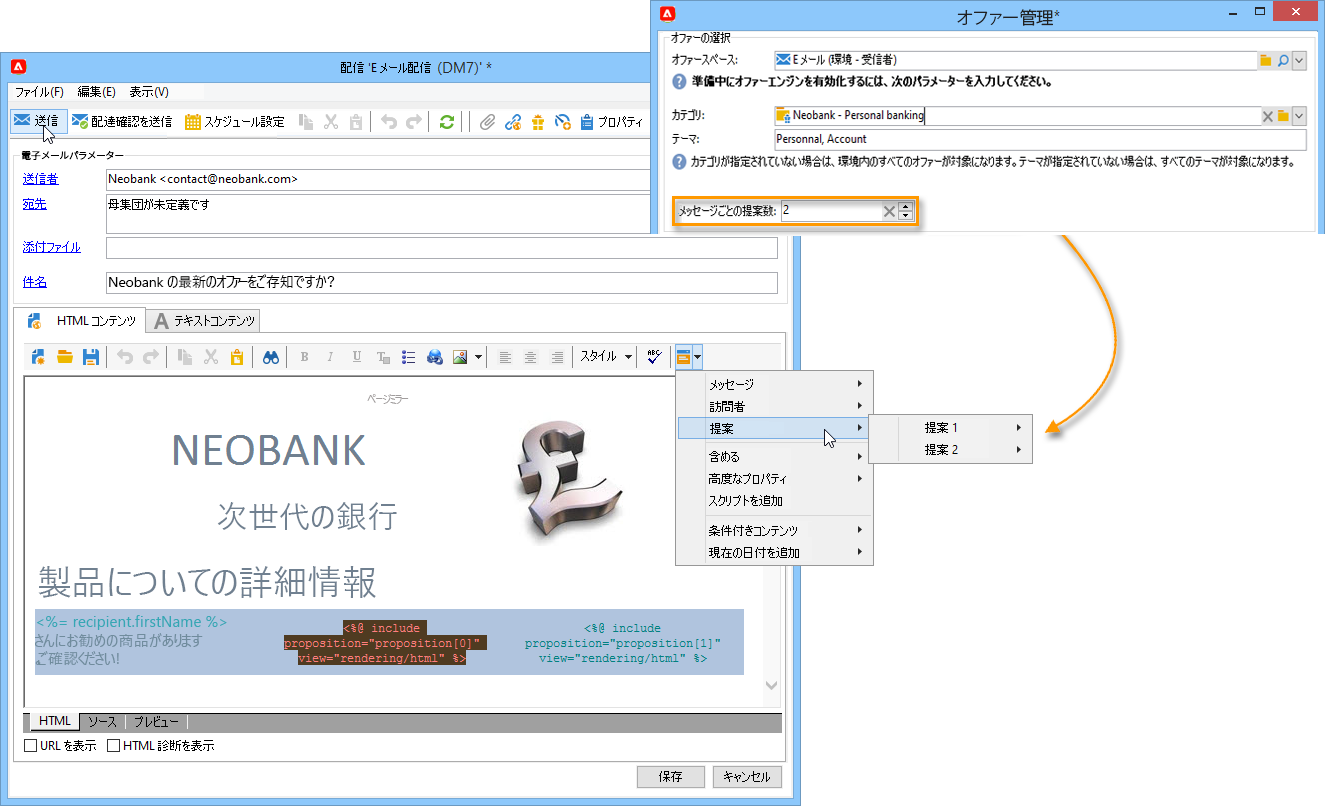 オファー管理*
オファーの選択
オファースペース: Eメール (環境 - 受信者)
準備中にオファーエンジンを有効化するには、次のパラメーターを入力してください。
カテゴリ: Neobank - Personal banking
テーマ: Personnal, Account
カテゴリが指定されていない場合は、環境内のすべてのオファーが対象になります。テーマが指定されていない場合は、すべてのテーマが対象になります。
メッセージごとの提案数: 2
配信 'Eメール配信 (DM7)' *
ファイル(F) 編集(E) 表示(V)
送信 配達確認を送信 スケジュール設定 プロパティ
電子メールパラメーター
送信者 Neobank <contact@neobank.com>
宛先 母集団が未定義です
添付ファイル
件名 Neobank の最新のオファーをご存知ですか?
HTML コンテンツ A テキストコンテンツ
B I U スタイル ABC
メッセージ
訪問者
提案
提案 1
提案 2
含める
高度なプロパティ
スクリプトを追加
条件付きコンテンツ
現在の日付を追加
ページミラー
NEOBANK
次世代の銀行
製品についての詳細情報
<%= recipient.firstName %>
さんにお勧めの商品があります
ご確認ください!
<%@ include
proposition="proposition[0]"
view="rendering/html" %>
<%@ include
proposition="proposition[1]"
view="rendering/html" %>
HTML ソース プレビュー
URL を表示 HTML 診断を表示
保存 キャンセル